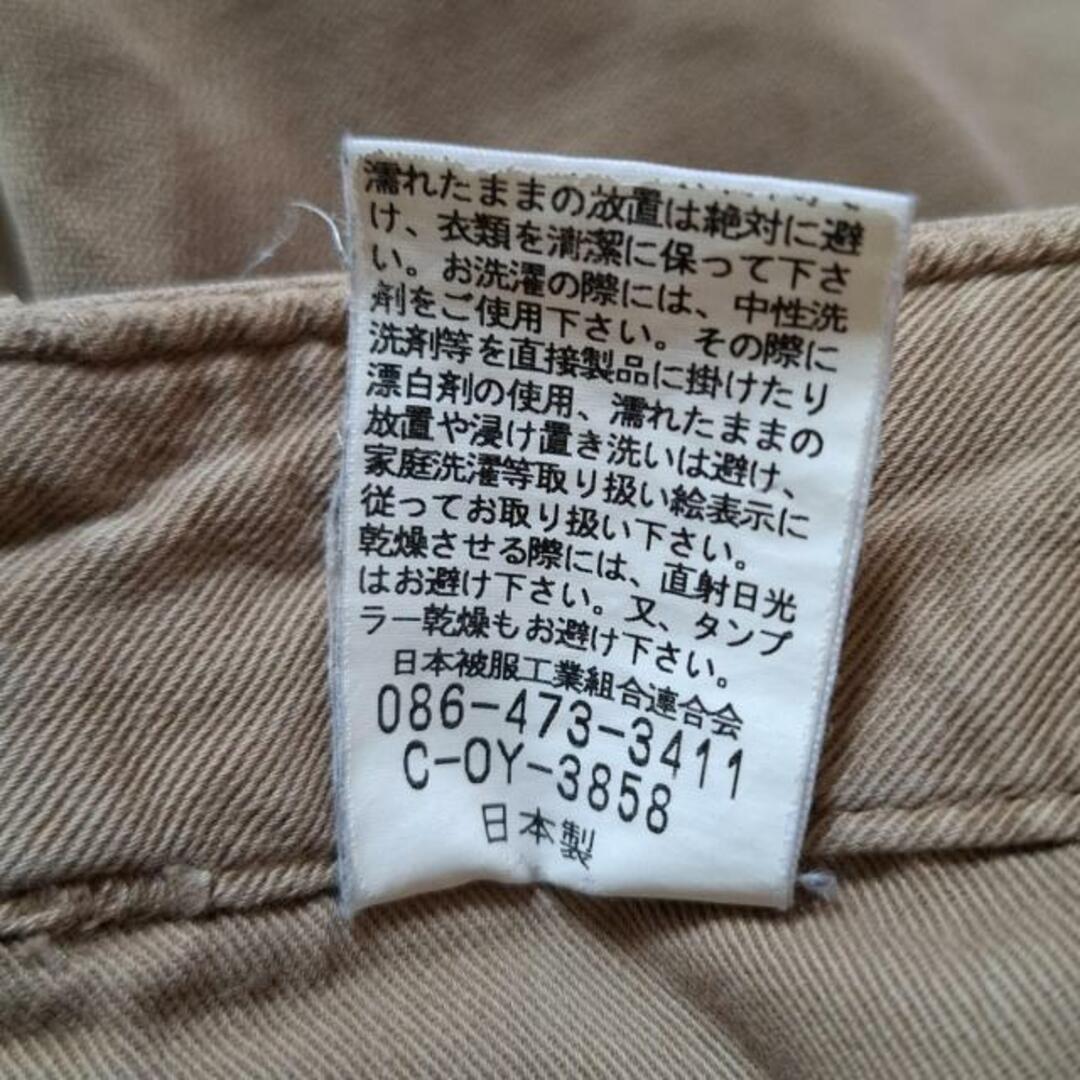 濡れたままの放置は絶対に避
け、衣類を清潔に保って下さ
い。お洗濯の際には、中性洗
剤をご使用下さい。その際に
洗剤等を直接製品に掛けたり
漂白剤の使用、濡れたままの
放置や浸け置き洗いは避け、
家庭洗濯等取り扱い絵表示に
従ってお取り扱い下さい。
乾燥させる際には、直射日光
はお避け下さい。又、タンブ
ラー乾燥もお避け下さい。
日本被服工業組合連合会
086-473-3411
C-OY-3858
日本製